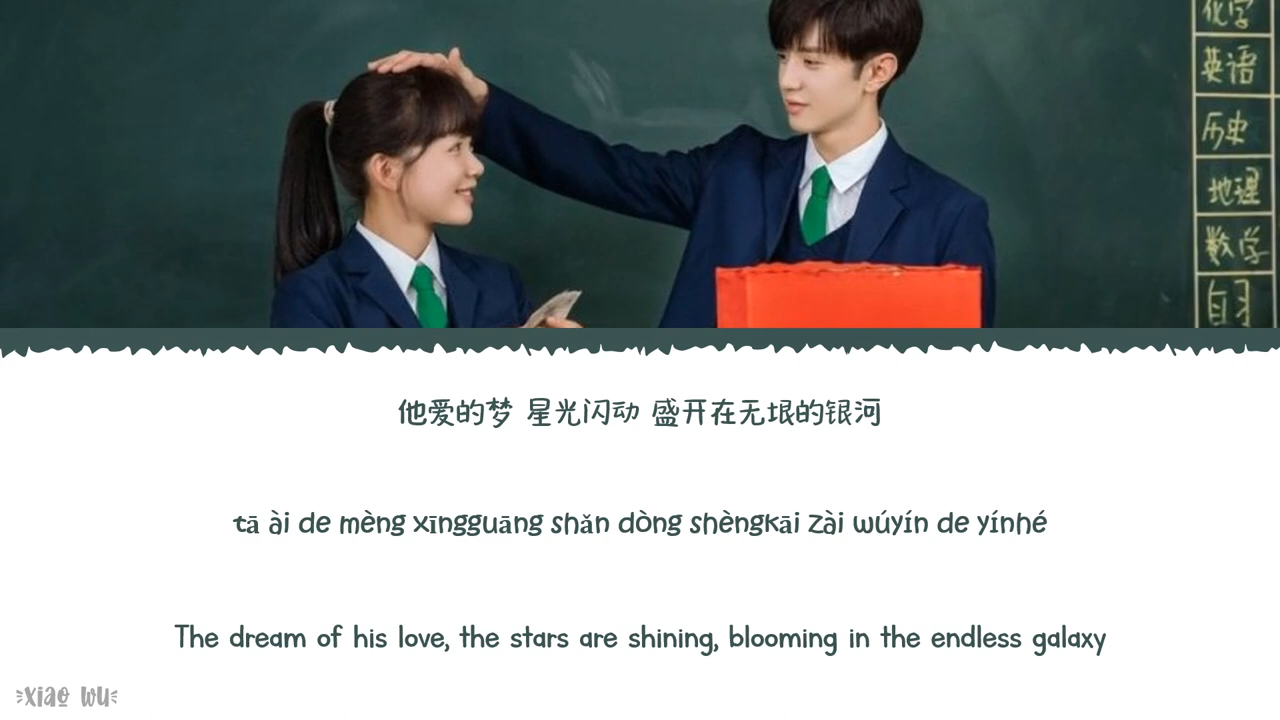 化学
英语
历史
地理
数学
自习
他爱的梦 星光闪动 盛开在无垠的银河
tā ài de mèng xīngguāng shǎn dòng shèngkāi zài wúyín de yínhé
The dream of his love, the stars are shining, blooming in the endless galaxy
xiao wu